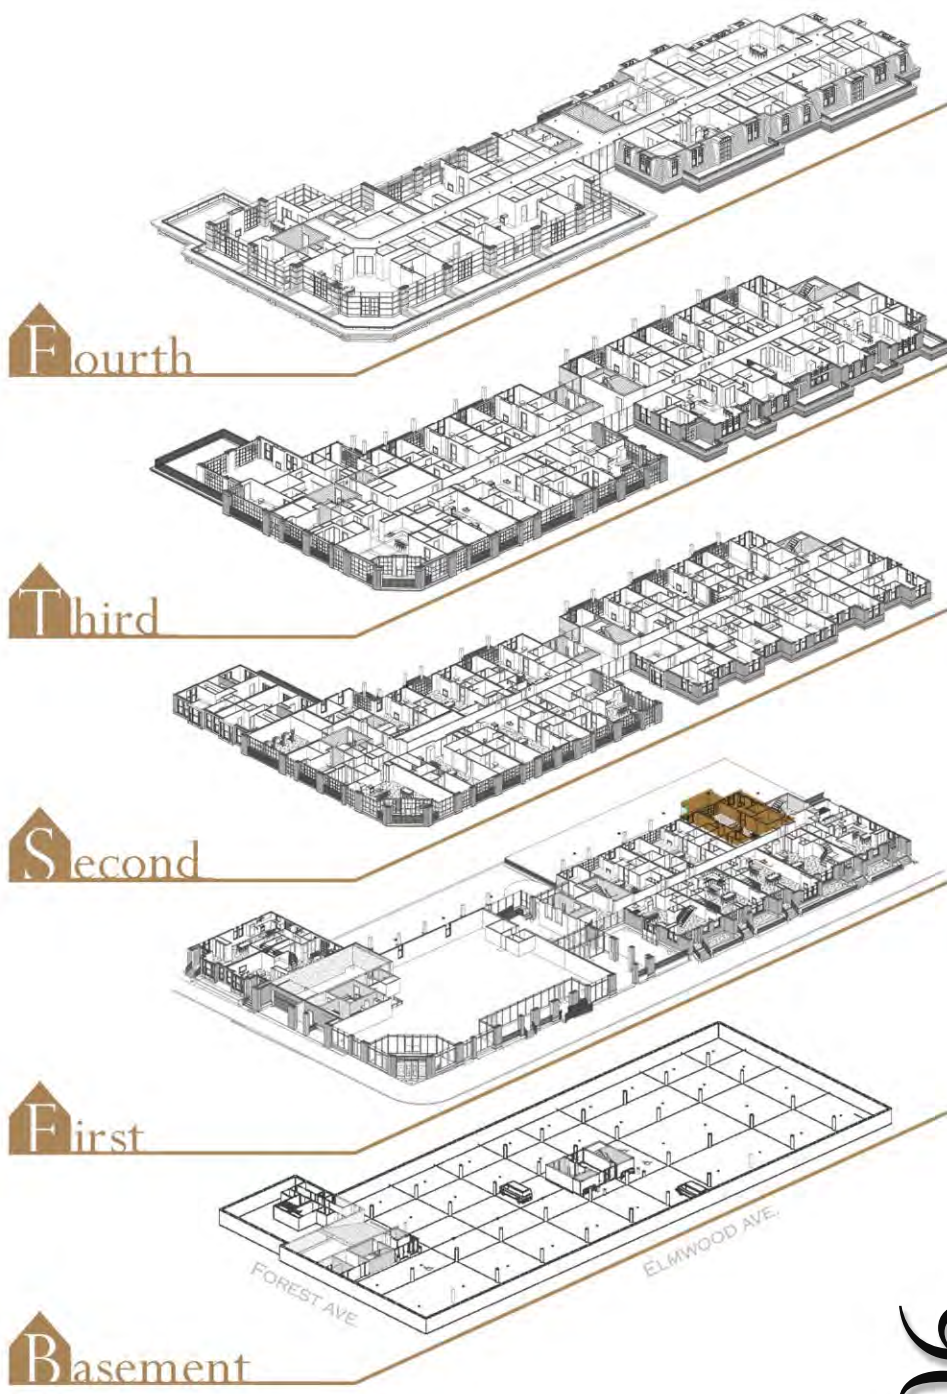 Fourth
Third
Second
First
FOREST AVE.
ELMWOOD AVE.
Basement